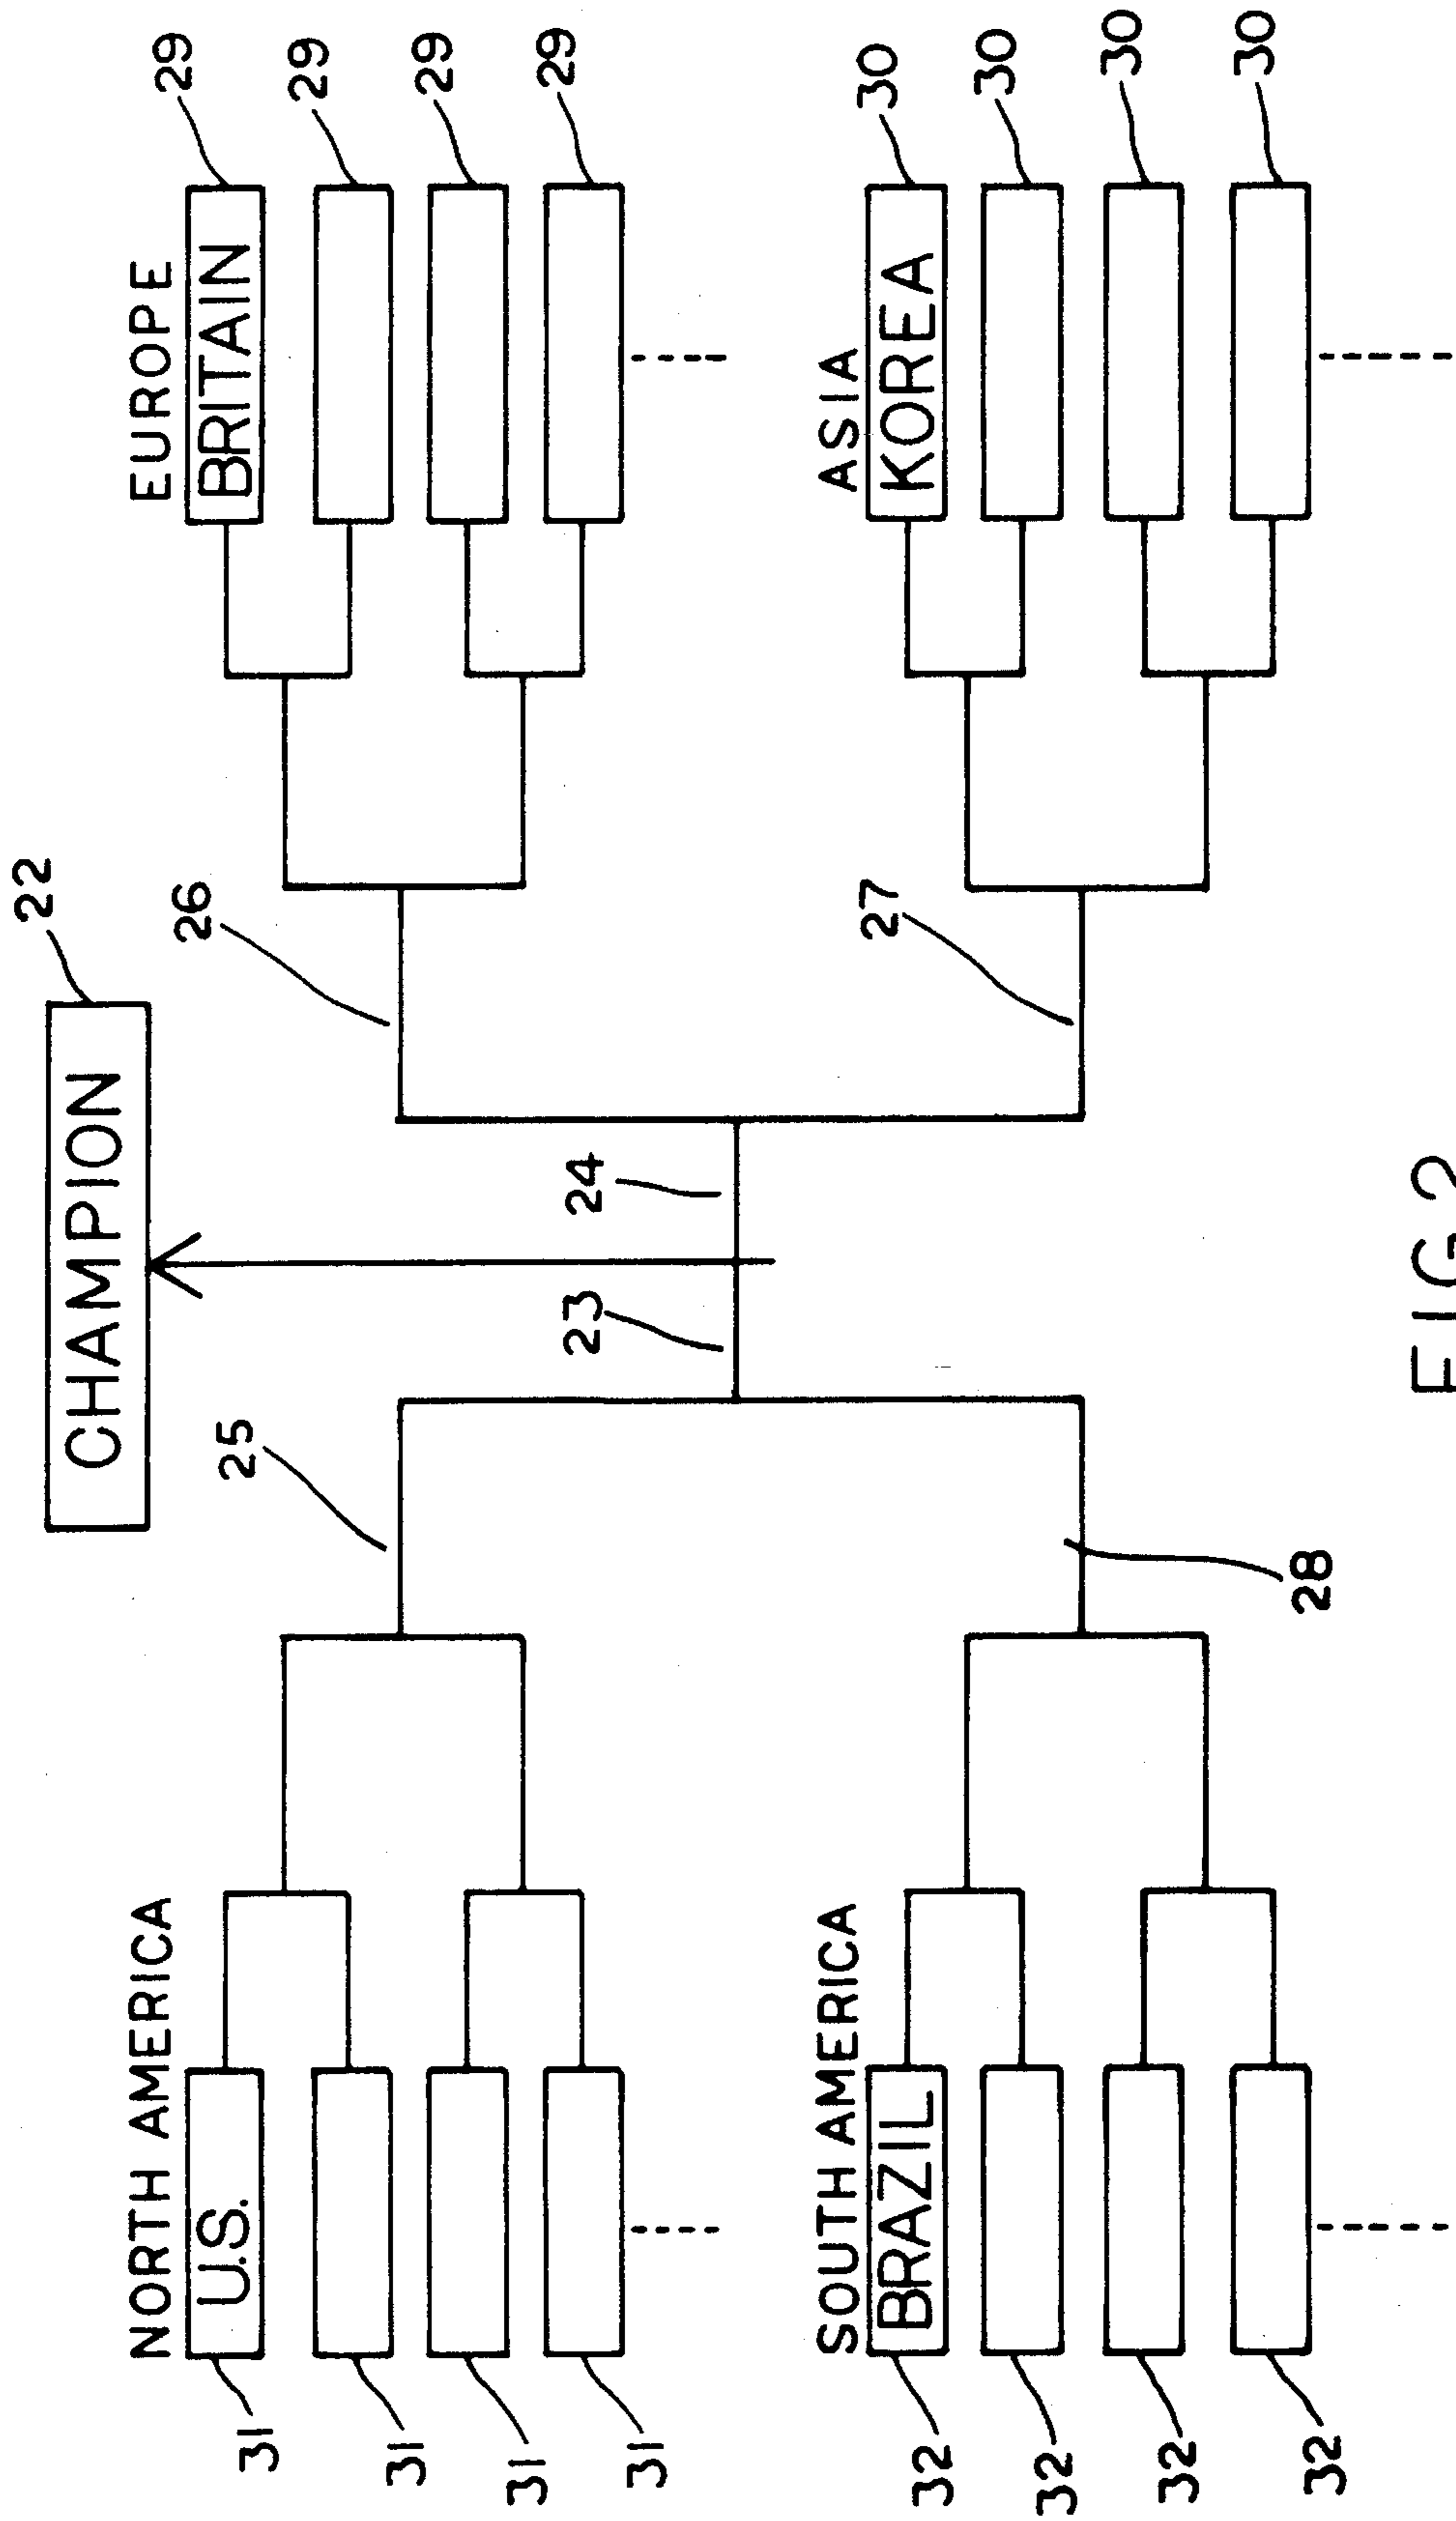 CHAMPION
22
NORTH AMERICA
EUROPE
31
U.S.
25
26
BRITAIN
29
31
29
31
29
31
29
23
24
SOUTH AMERICA
ASIA
32
BRAZIL
28
27
KOREA
30
32
30
32
30
32
30
FIG.2